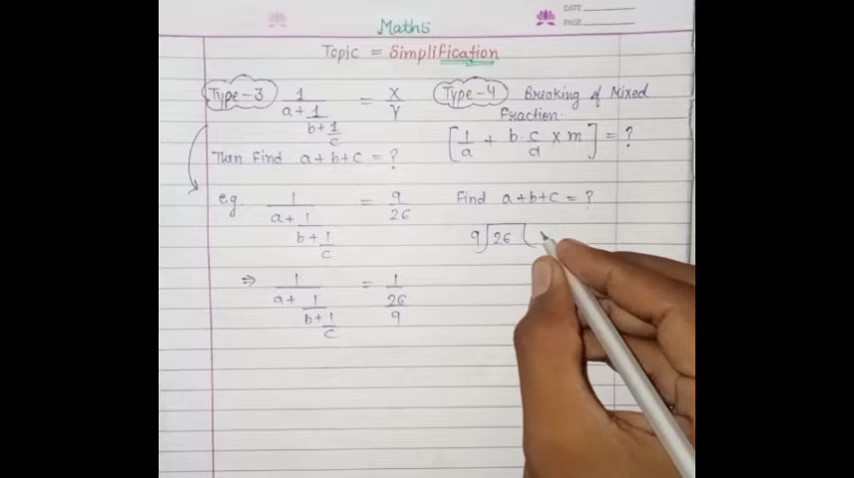 DATE
PAGE
Maths
Topic = Simplification
Type-3 1/(a+1/(b+1/c)) = X/Y
Then Find a+b+c = ?
Type-4 Breaking of Mixed
Fraction
[1/a + b c/d × m] = ?
eg. 1/(a+1/(b+1/c)) = 9/26 Find a+b+c = ?
9)26(
⇒ 1/(a+1/(b+1/c)) = 1/(26/9)